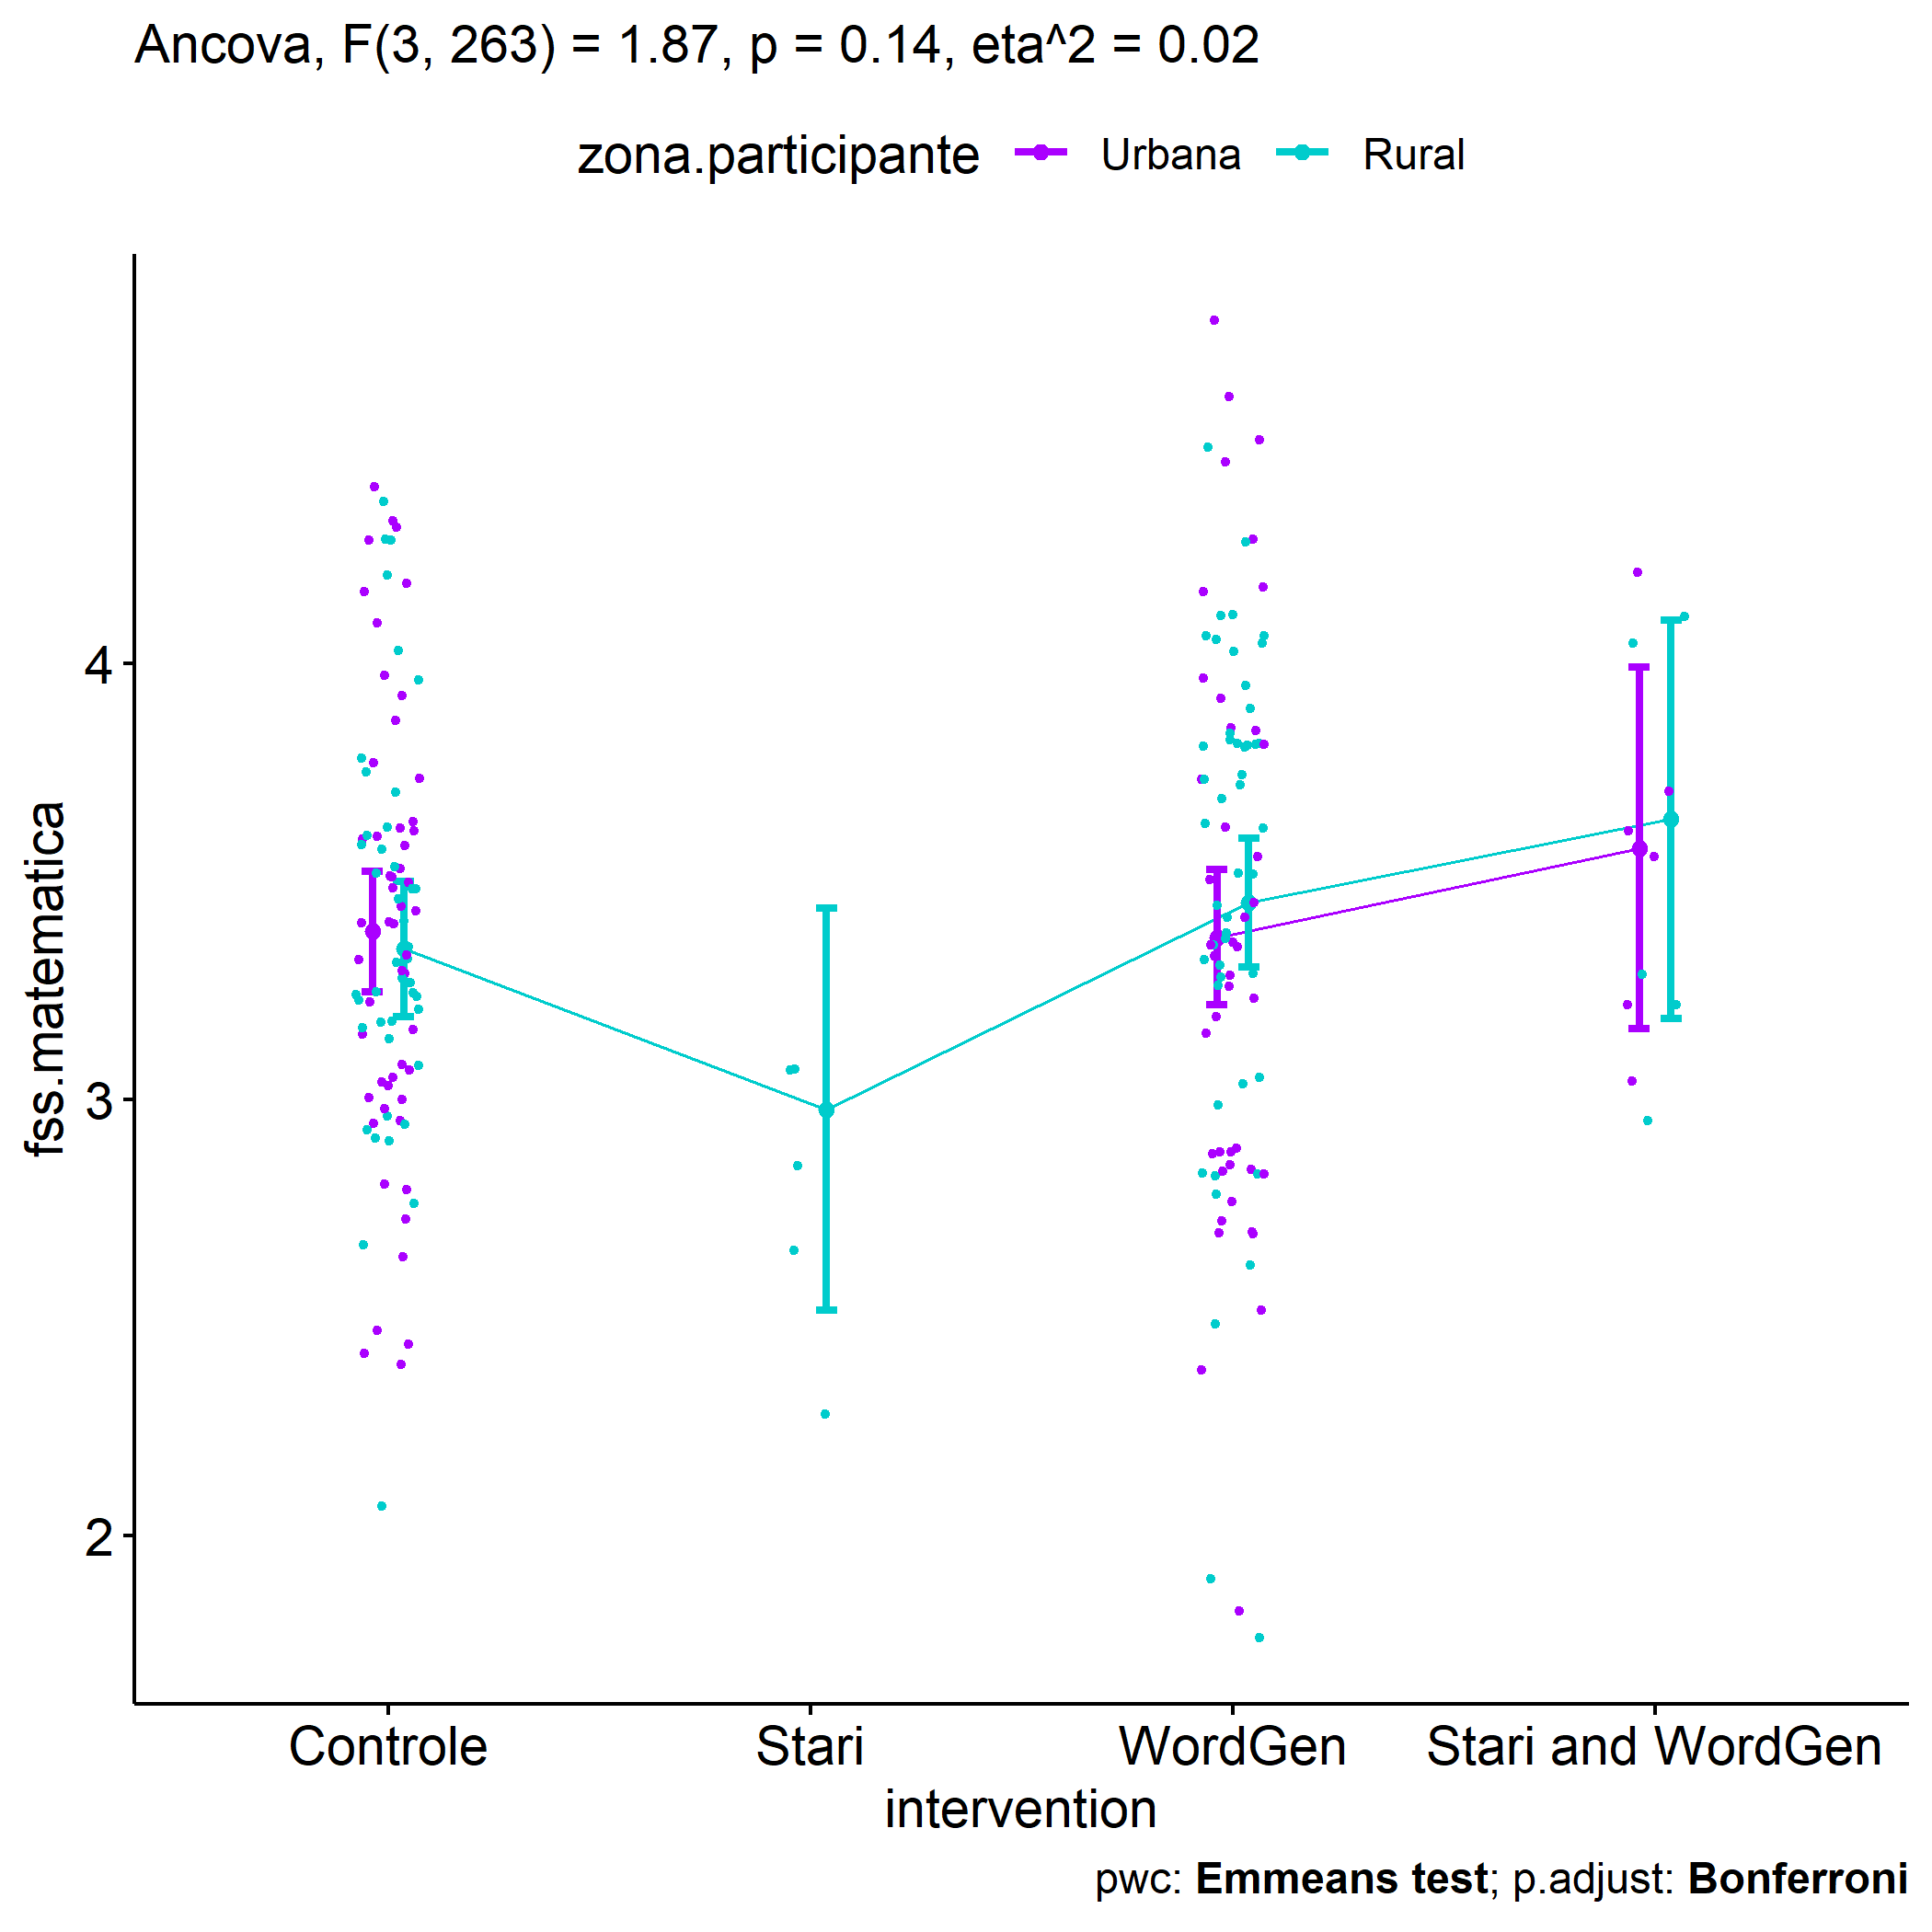 Ancova, F(3, 263) = 1.87, p = 0.14, eta^2 = 0.02
zona.participante Urbana Rural
fss.matematica
4
3
2
Controle Stari WordGen Stari and WordGen
intervention
pwc: Emmeans test; p.adjust: Bonferroni